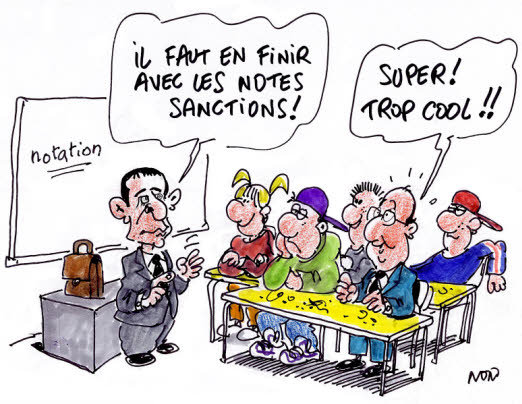 iL FAUT EN FINIR
AVEC LES NOTES
SANCTIONS!
SUPER!
TROP COOL!!
notation
NON